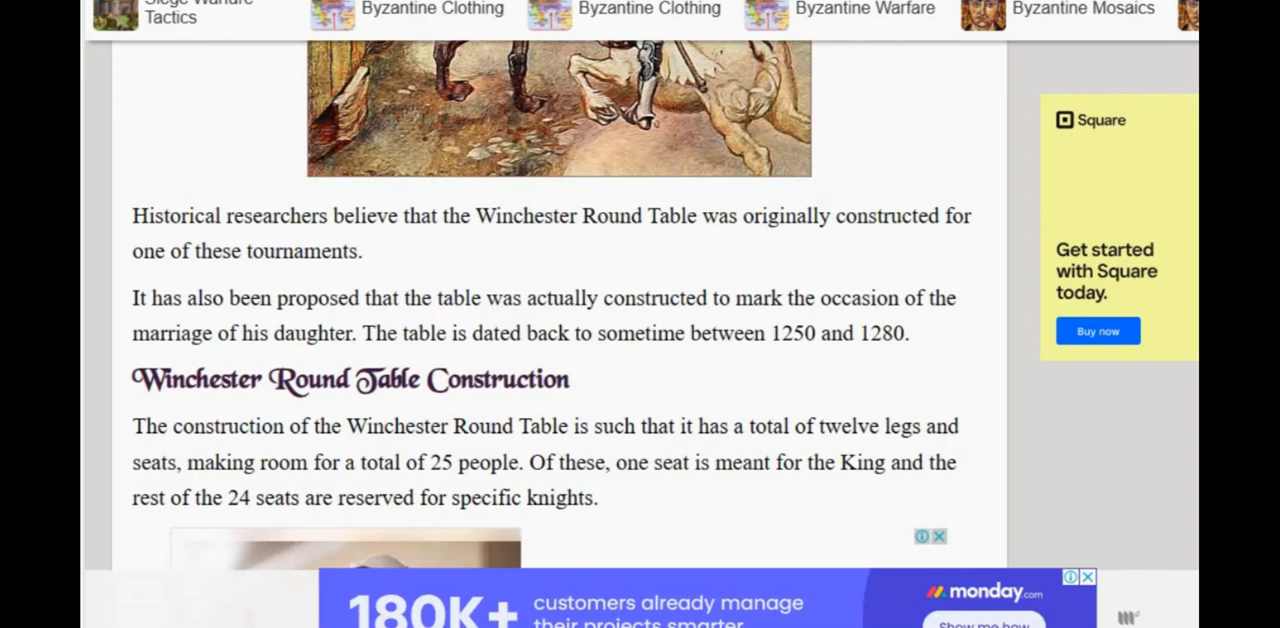 Siege Warfare
Tactics
Byzantine Clothing
Byzantine Clothing
Byzantine Warfare
Byzantine Mosaics
Square
Get started
with Square
today.
Buy now
Historical researchers believe that the Winchester Round Table was originally constructed for
one of these tournaments.
It has also been proposed that the table was actually constructed to mark the occasion of the
marriage of his daughter. The table is dated back to sometime between 1250 and 1280.
Winchester Round Table Construction
The construction of the Winchester Round Table is such that it has a total of twelve legs and
seats, making room for a total of 25 people. Of these, one seat is meant for the King and the
rest of the 24 seats are reserved for specific knights.
180K+
customers already manage
their projects smarter
monday.com
Show me how